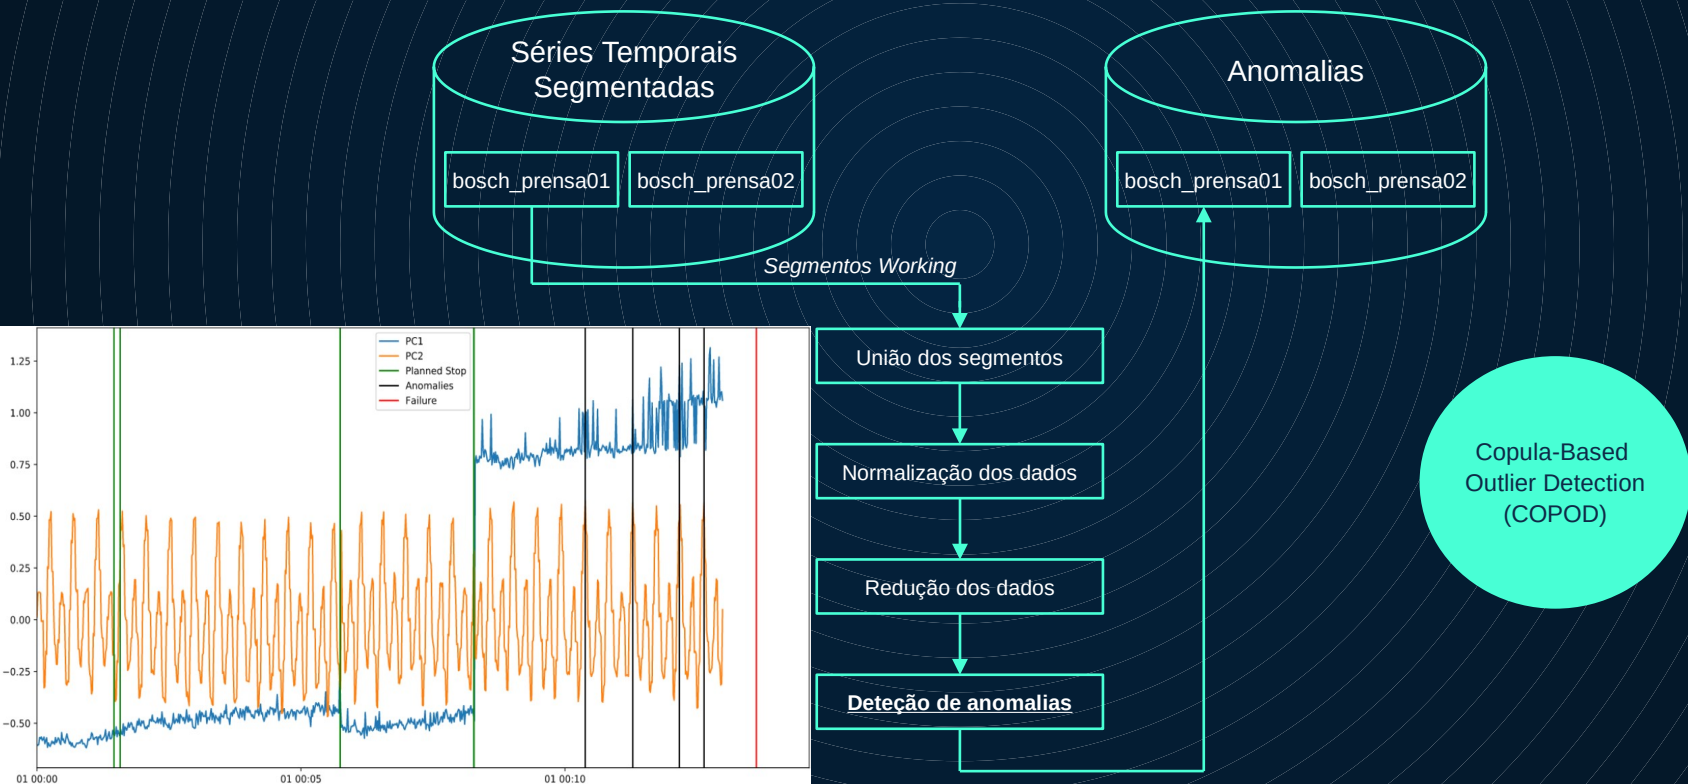 Séries Temporais
Segmentadas
Anomalias
bosch_prensa01
bosch_prensa02
bosch_prensa01
bosch_prensa02
Segmentos Working
União dos segmentos
Normalização dos dados
Redução dos dados
Deteção de anomalias
Copula-Based
Outlier Detection
(COPOD)
PC1
PC2
Planned Stop
Anomalies
Failure
1.25
1.00
0.75
0.50
0.25
0.00
−0.25
−0.50
01 00:00
01 00:05
01 00:10